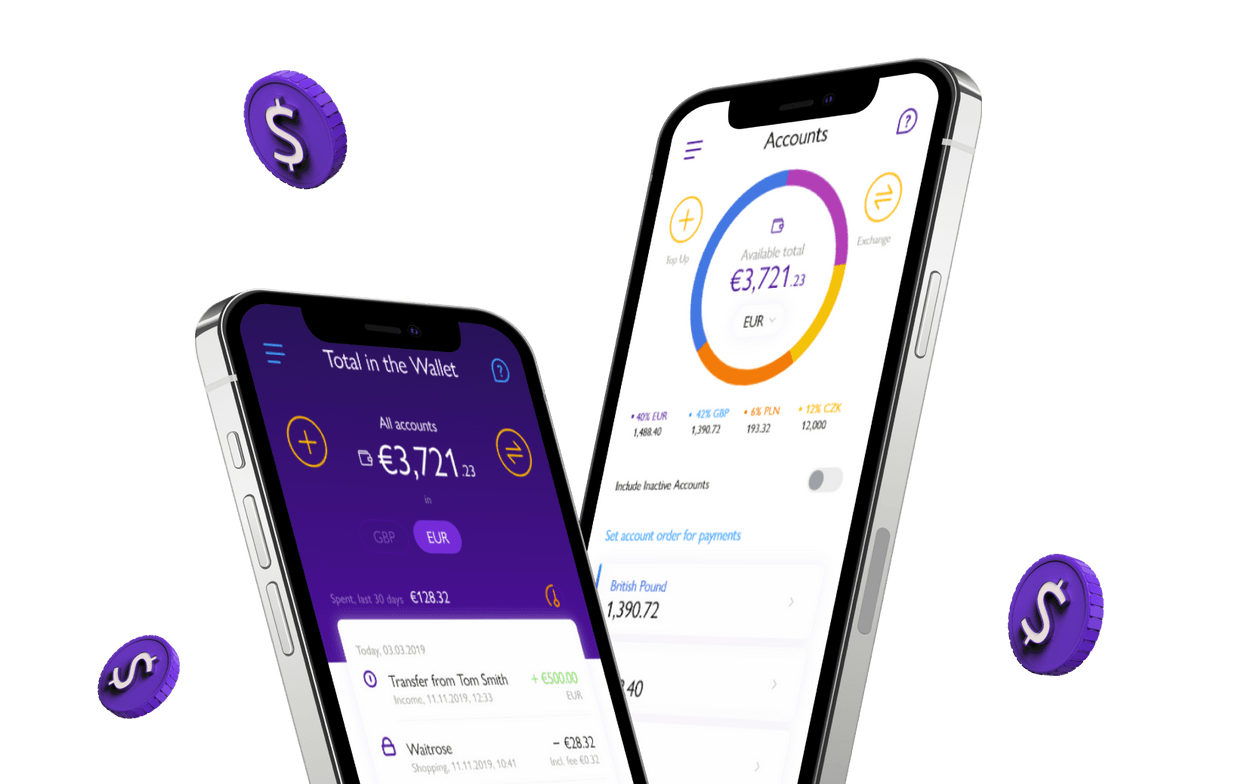 Total in the Wallet
All accounts
€3,721.23
in
GBP EUR
Spent, last 30 days €128.32
Today, 03.03.2019
Transfer from Tom Smith + €500.00
Income, 11.11.2019, 12:33 EUR
Waitrose – €28.32
Shopping, 11.11.2019, 10:41 Incl. fee €0.32
Accounts
Top Up
Exchange
Available total
€3,721.23
EUR
• 40% EUR • 42% GBP • 6% PLN • 12% CZK
1,488.40 1,390.72 193.32 12,000
Include Inactive Accounts
Set account order for payments
British Pound
1,390.72
.40